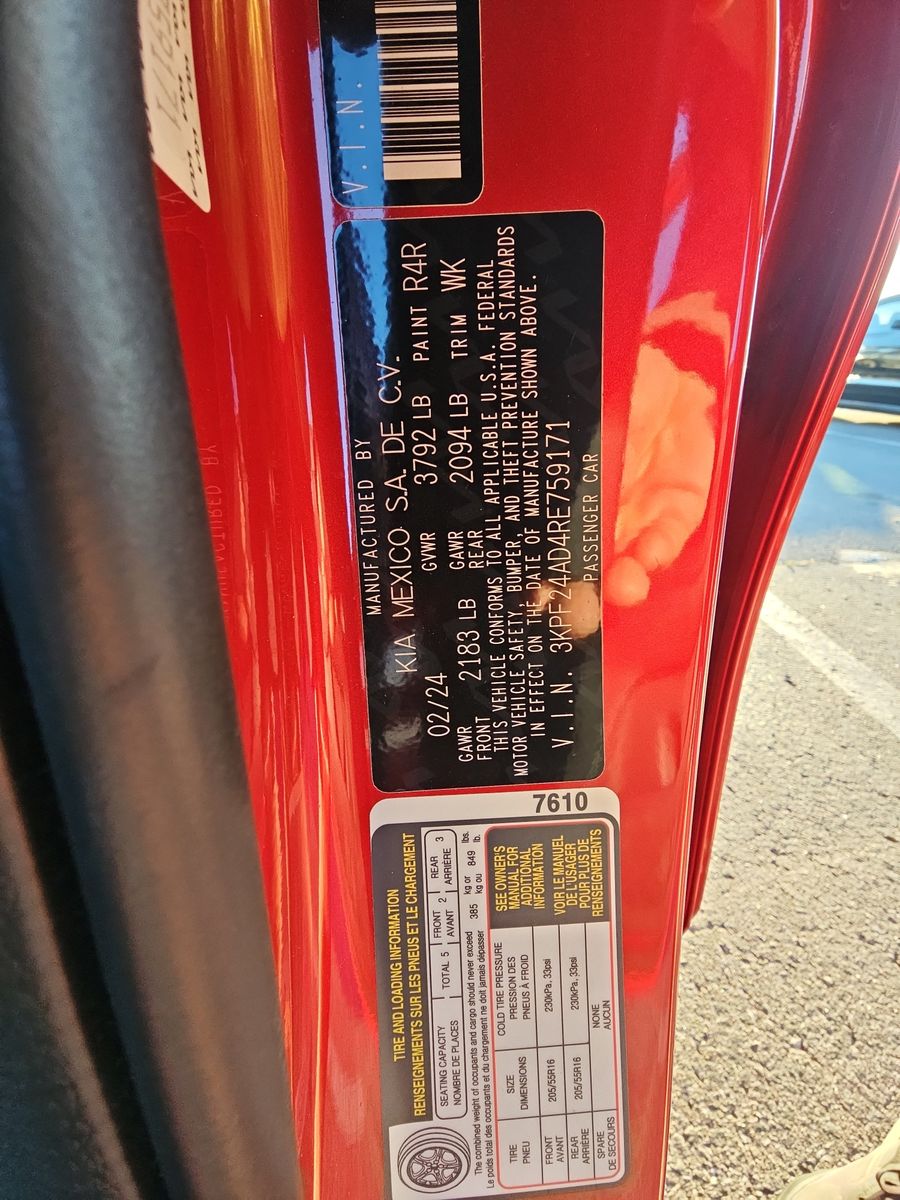 V.I.N.
MANUFACTURED BY
KIA MEXICO S.A. DE C.V.
02/24 GVWR 3792 LB PAINT R4R
GAWR FRONT 2183 LB GAWR REAR 2094 LB TRIM WK
THIS VEHICLE CONFORMS TO ALL APPLICABLE U.S.A. FEDERAL
MOTOR VEHICLE SAFETY, BUMPER, AND THEFT PREVENTION STANDARDS
IN EFFECT ON THE DATE OF MANUFACTURE SHOWN ABOVE.
V.I.N. 3KPF24AD4RE759171
PASSENGER CAR
7610
TIRE AND LOADING INFORMATION
RENSEIGNEMENTS SUR LES PNEUS ET LE CHARGEMENT
SEATING CAPACITY
NOMBRE DE PLACES
TOTAL 5
FRONT
AVANT
2
REAR
ARRIÈRE
3
The combined weight of occupants and cargo should never exceed 385 kg or 849 lbs.
Le poids total des occupants et du chargement ne doit jamais dépasser kg ou lb.
TIRE
PNEU
SIZE
DIMENSIONS
COLD TIRE PRESSURE
PRESSION DES
PNEUS À FROID
FRONT
AVANT
205/55R16
230kPa, 33psi
REAR
ARRIÈRE
205/55R16
230kPa, 33psi
SPARE
DE SECOURS
NONE
AUCUN
SEE OWNER'S
MANUAL FOR
ADDITIONAL
INFORMATION
VOIR LE MANUEL
DE L'USAGER
POUR PLUS DE
RENSEIGNEMENTS